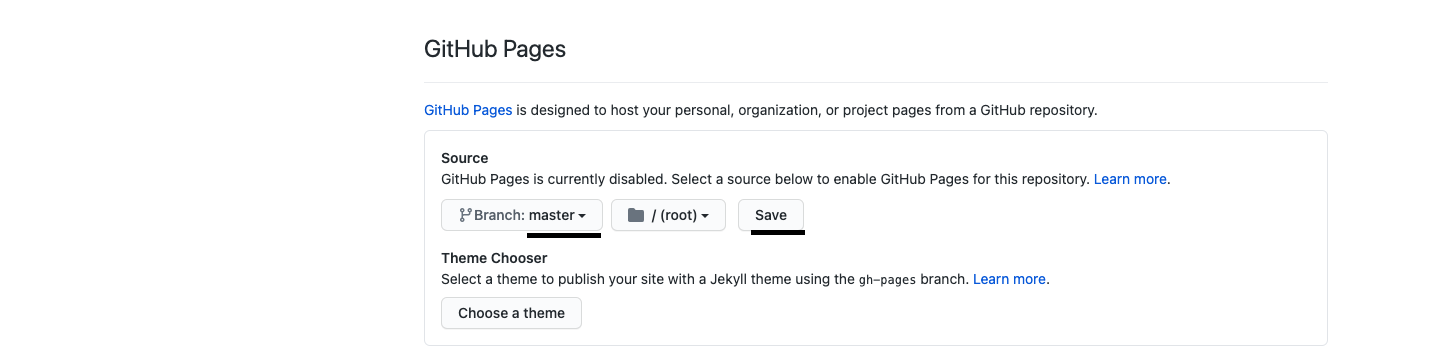 GitHub Pages
GitHub Pages is designed to host your personal, organization, or project pages from a GitHub repository.
Source
GitHub Pages is currently disabled. Select a source below to enable GitHub Pages for this repository. Learn more.
Branch: master / (root) Save
Theme Chooser
Select a theme to publish your site with a Jekyll theme using the gh-pages branch. Learn more.
Choose a theme